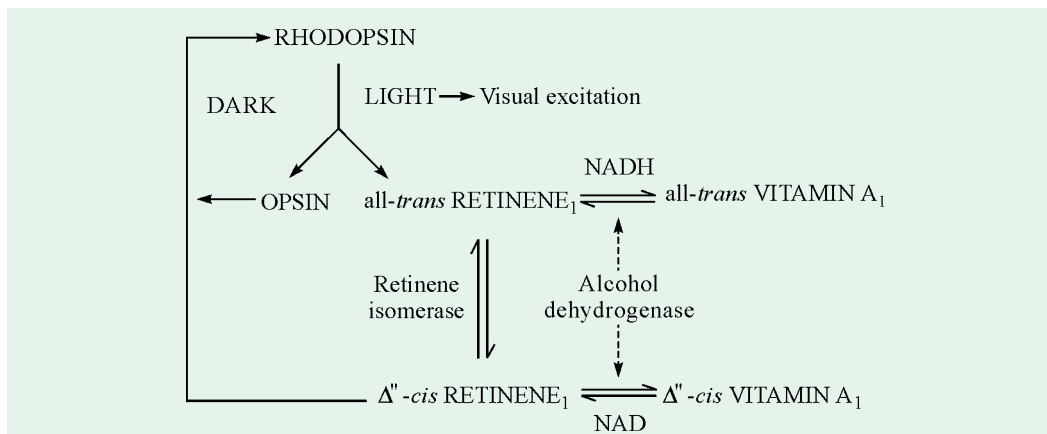 RHODOPSIN
DARK
LIGHT → Visual excitation
NADH
OPSIN
all-trans RETINENE₁
all-trans VITAMIN A₁
Retinene
isomerase
Alcohol
dehydrogenase
Δ"-cis RETINENE₁
Δ"-cis VITAMIN A₁
NAD